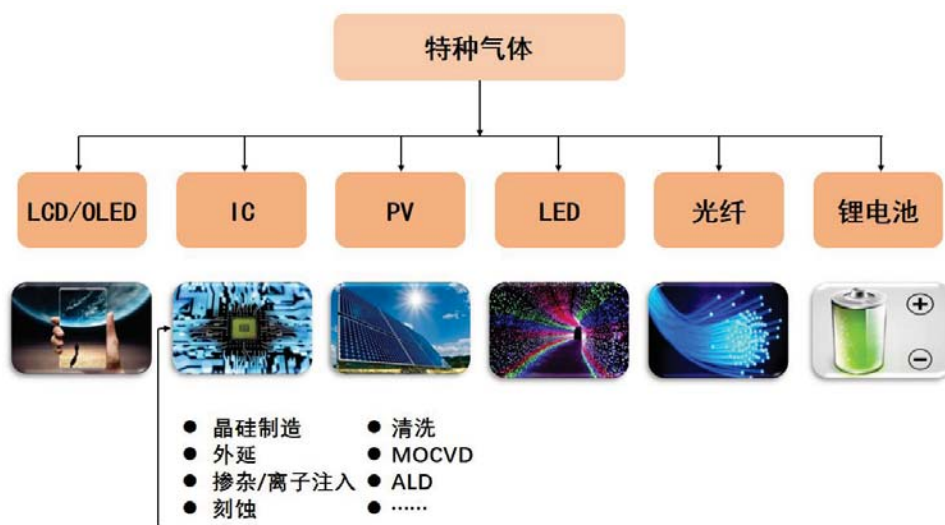 特种气体
LCD/OLED
IC
PV
LED
光纤
锂电池
● 晶硅制造
● 外延
● 掺杂/离子注入
● 刻蚀
● 清洗
● MOCVD
● ALD
● ……